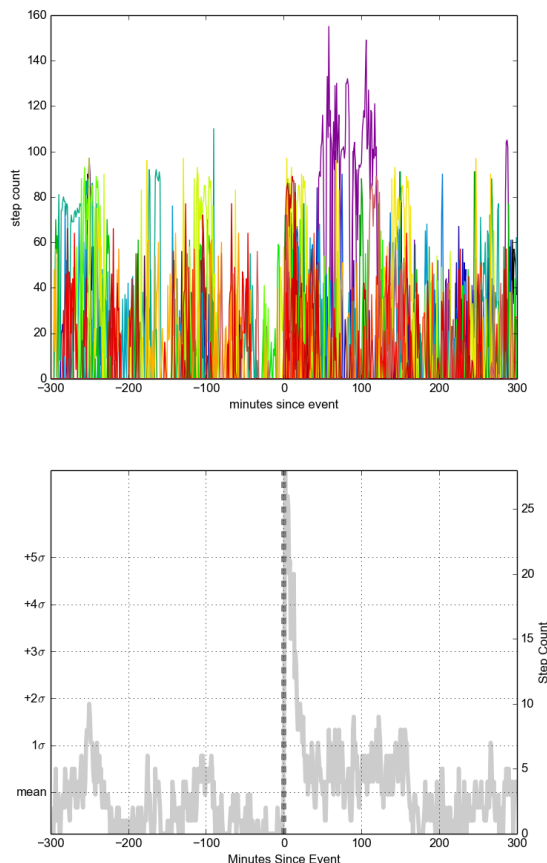 160
140
120
100
80
60
40
20
0
step count
−300 −200 −100 0 100 200 300
minutes since event
+5σ
+4σ
+3σ
+2σ
1σ
mean
25
20
15
10
5
0
Step Count
−300 −200 −100 0 100 200 300
Minutes Since Event